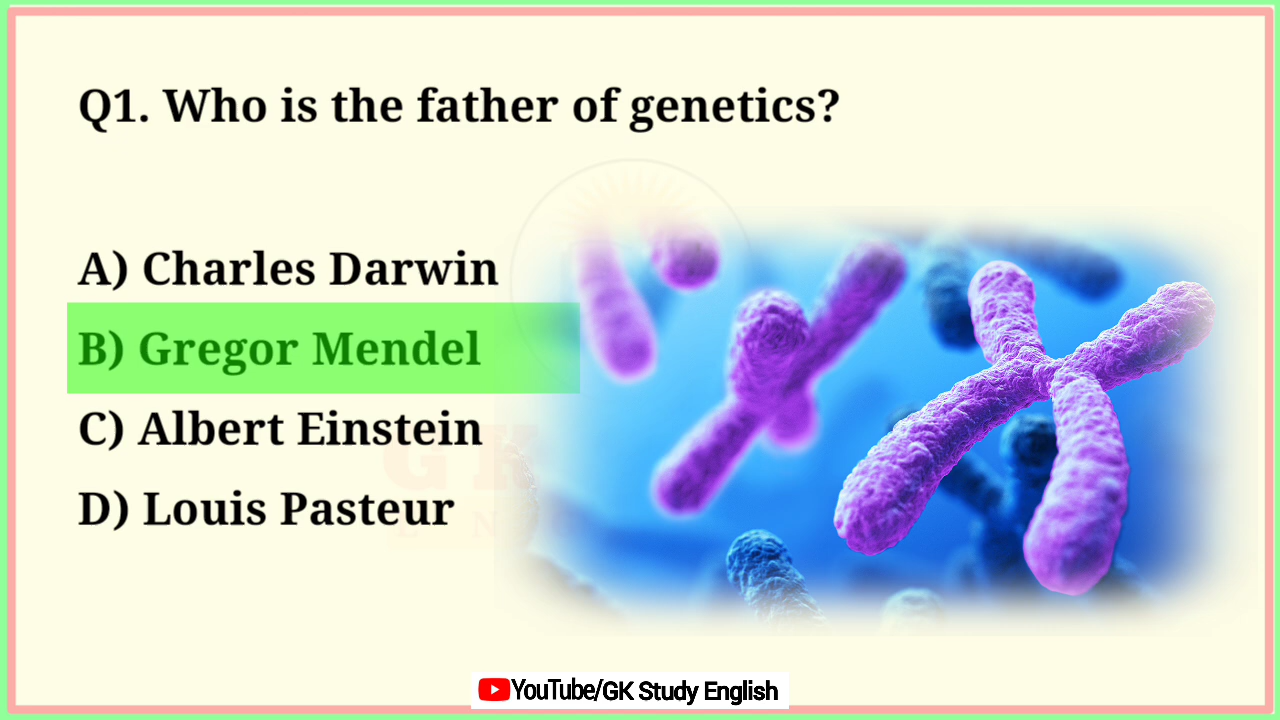 Q1. Who is the father of genetics?
A) Charles Darwin
B) Gregor Mendel
C) Albert Einstein
D) Louis Pasteur
GK
YouTube/GK Study English